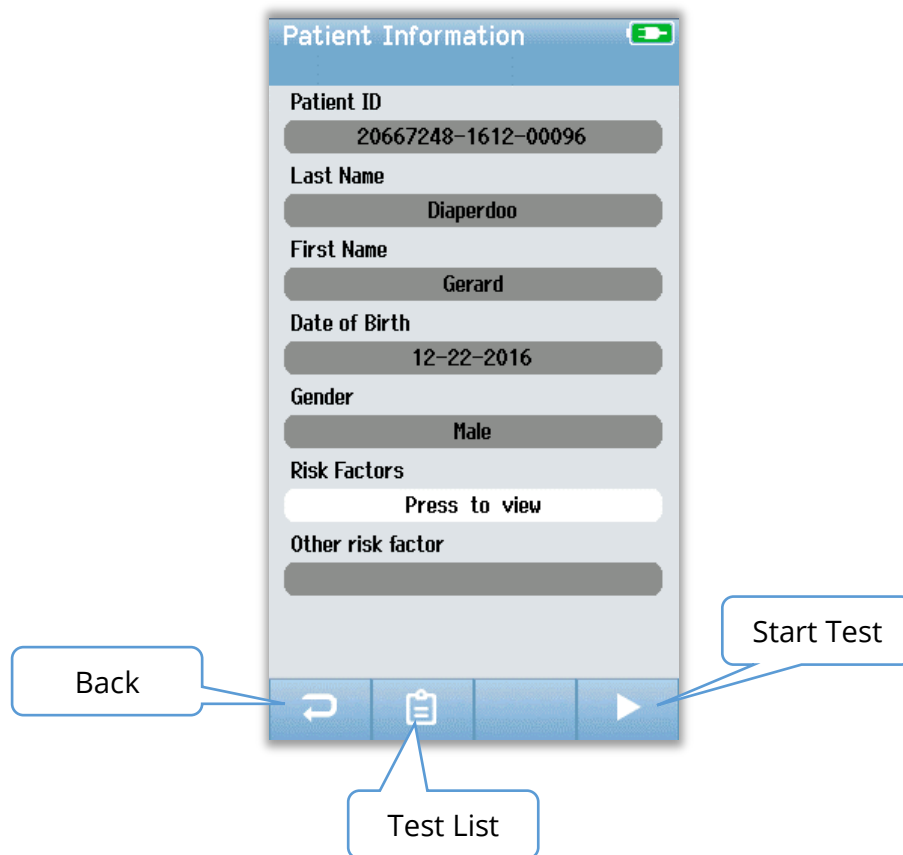 Patient Information
Patient ID
20667248-1612-00096
Last Name
Diaperdoo
First Name
Gerard
Date of Birth
12-22-2016
Gender
Male
Risk Factors
Press to view
Other risk factor
Start Test
Back
Test List